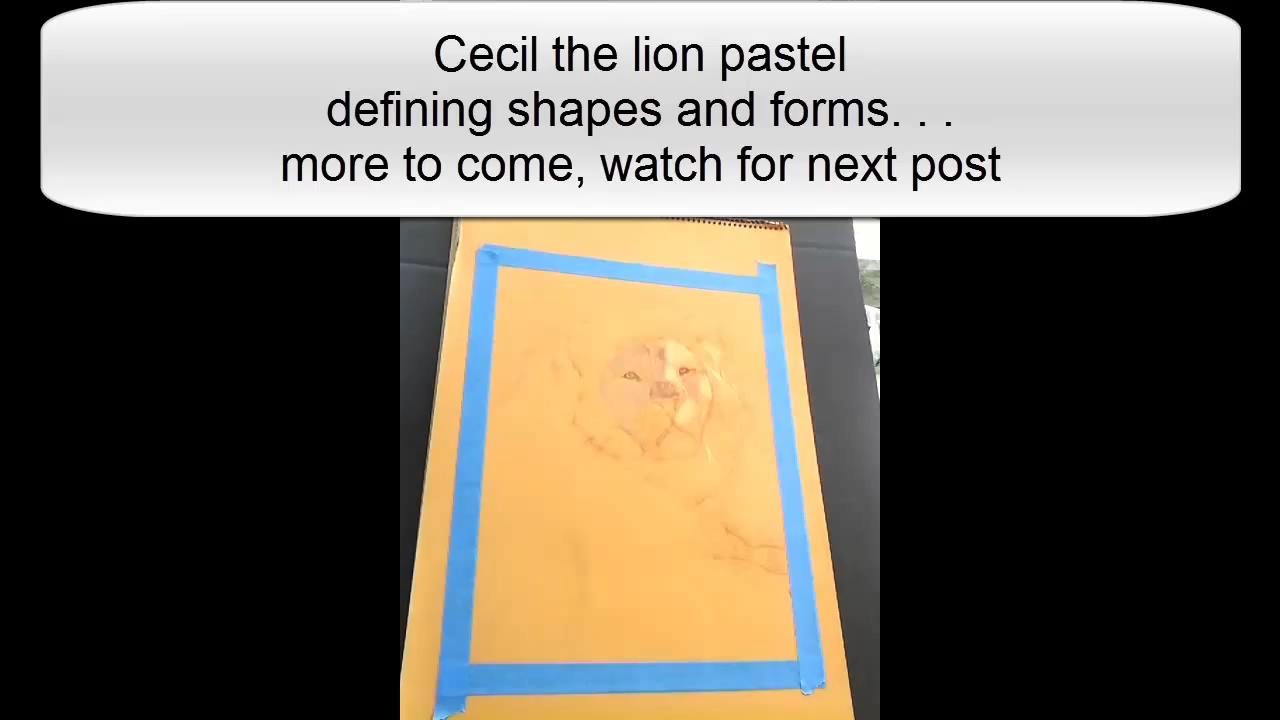 Cecil the lion pastel
defining shapes and forms. . .
more to come, watch for next post